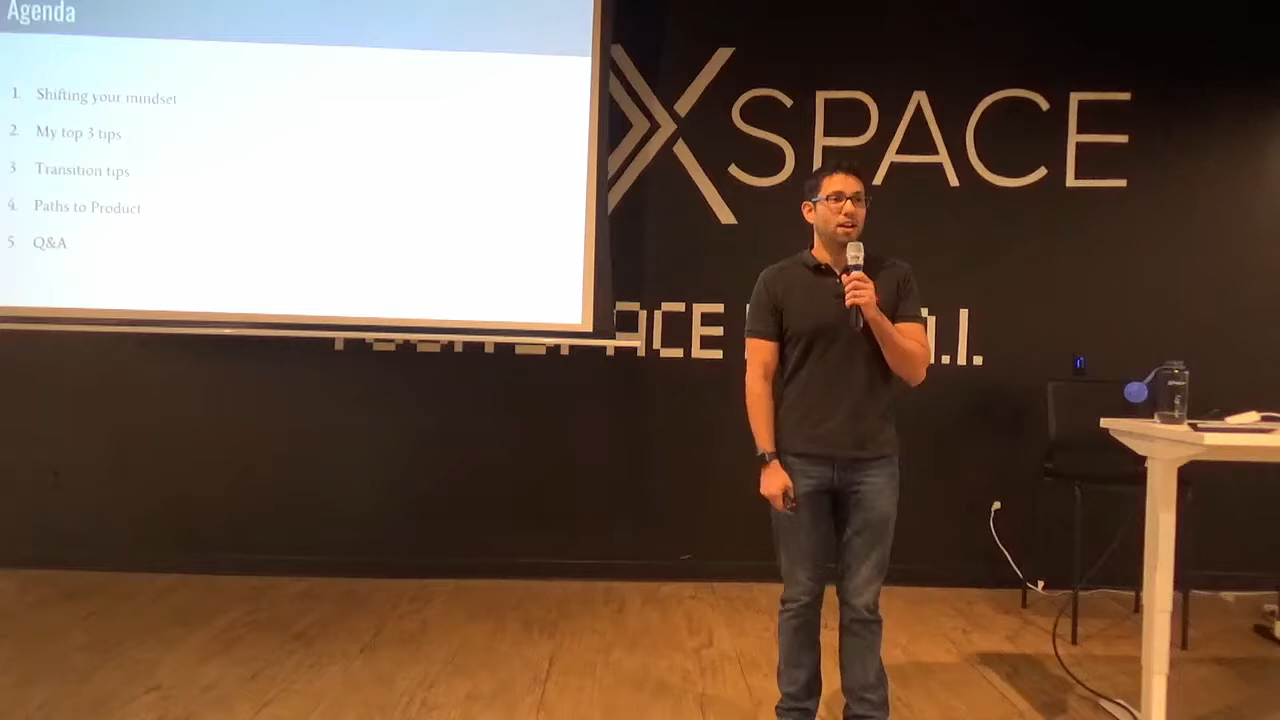 Agenda
1. Shifting your mindset
2. My top 3 tips
3 Transition tips
4. Paths to Product
5 Q&A
XSPACE
SPACE
.I.